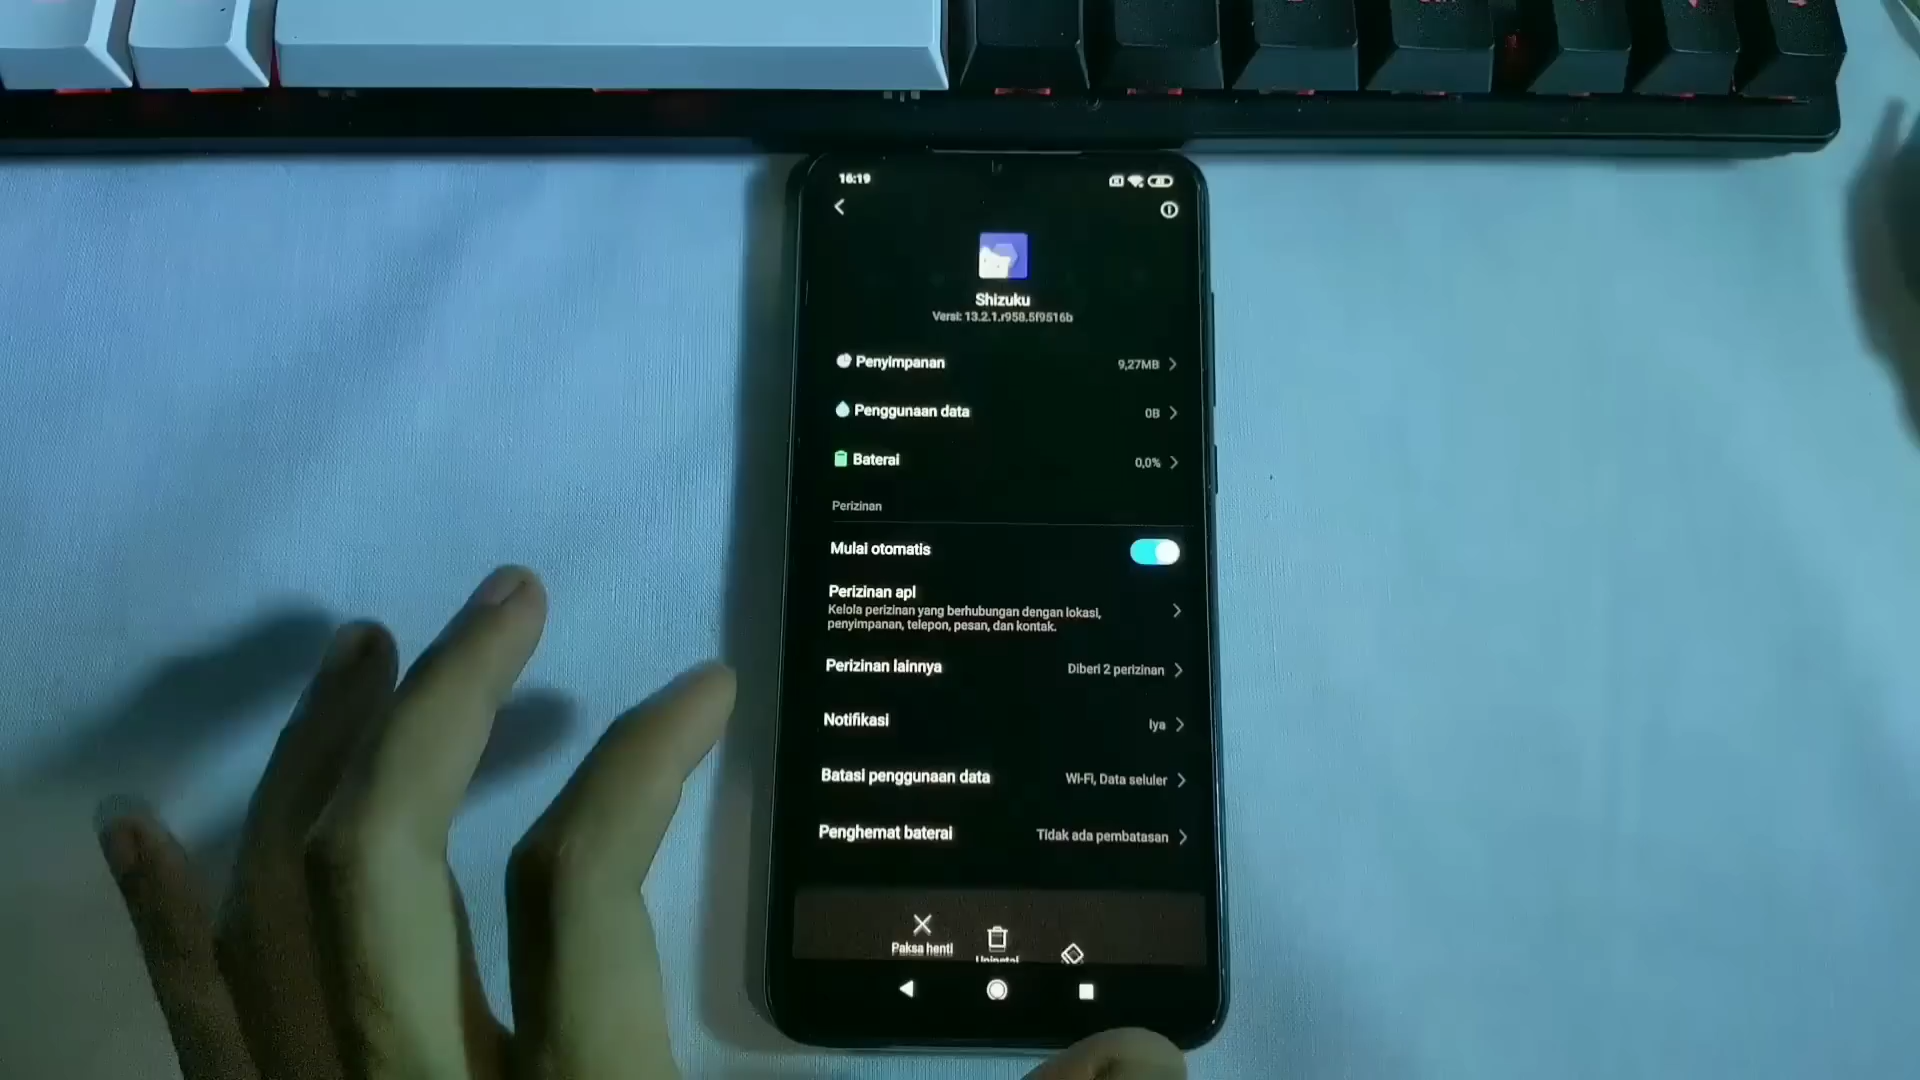 16:19
Shizuku
Versi: 13.2.1.r958.5f9516b
Penyimpanan 9,27MB
Penggunaan data 0B
Baterai 0,0%
Perizinan
Mulai otomatis
Perizinan apl
Kelola perizinan yang berhubungan dengan lokasi,
penyimpanan, telepon, pesan, dan kontak.
Perizinan lainnya Diberi 2 perizinan
Notifikasi Iya
Batasi penggunaan data Wi-Fi, Data seluler
Penghemat baterai Tidak ada pembatasan
Paksa henti
Uninstal